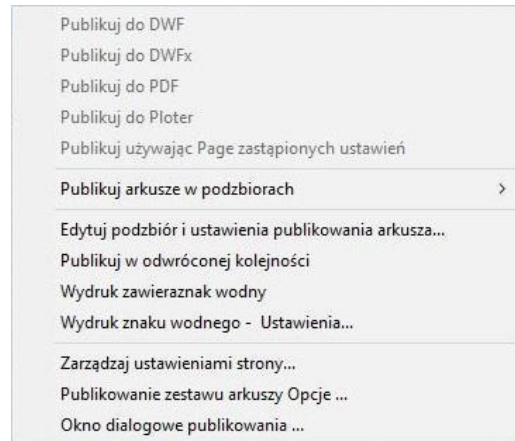 Publikuj do DWF
Publikuj do DWFx
Publikuj do PDF
Publikuj do Ploter
Publikuj używając Page zastąpionych ustawień
Publikuj arkusze w podzbiorach
Edytuj podzbiór i ustawienia publikowania arkusza...
Publikuj w odwróconej kolejności
Wydruk zawieraznak wodny
Wydruk znaku wodnego - Ustawienia...
Zarządzaj ustawieniami strony...
Publikowanie zestawu arkuszy Opcje ...
Okno dialogowe publikowania ...